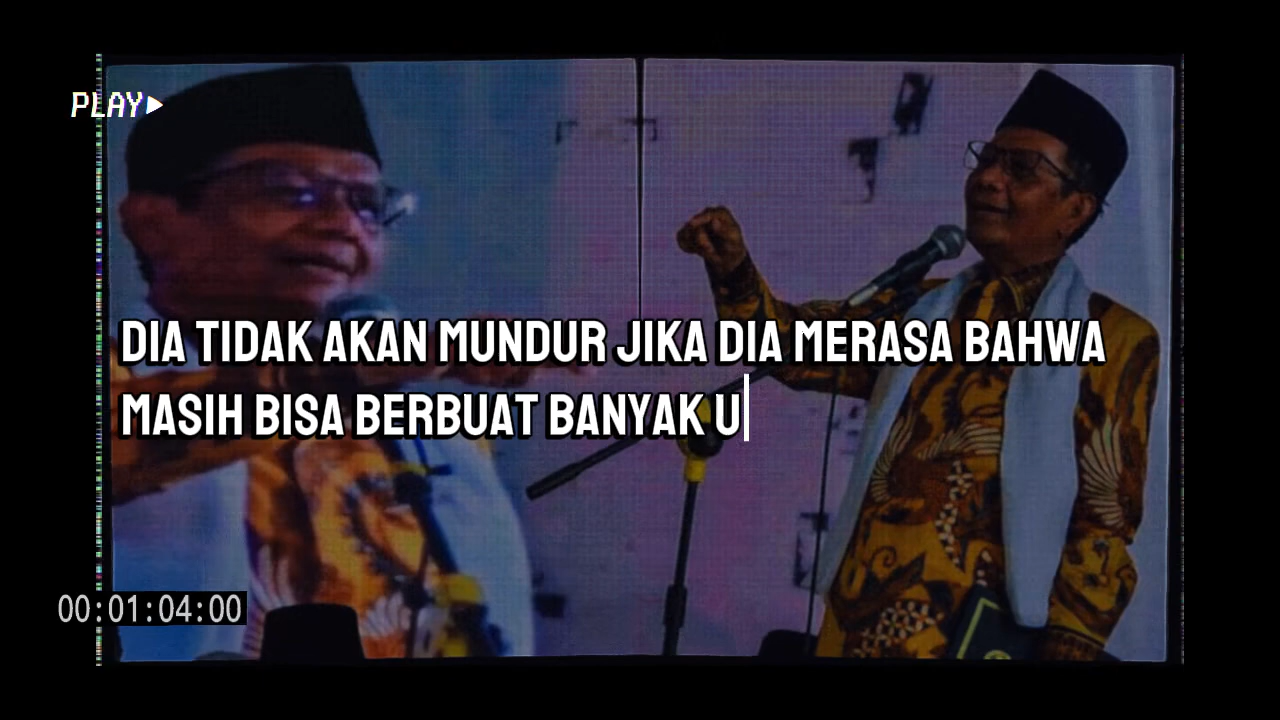 PLAY
DIA TIDAK AKAN MUNDUR JIKA DIA MERASA BAHWA
MASIH BISA BERBUAT BANYAK U
00:01:04:00